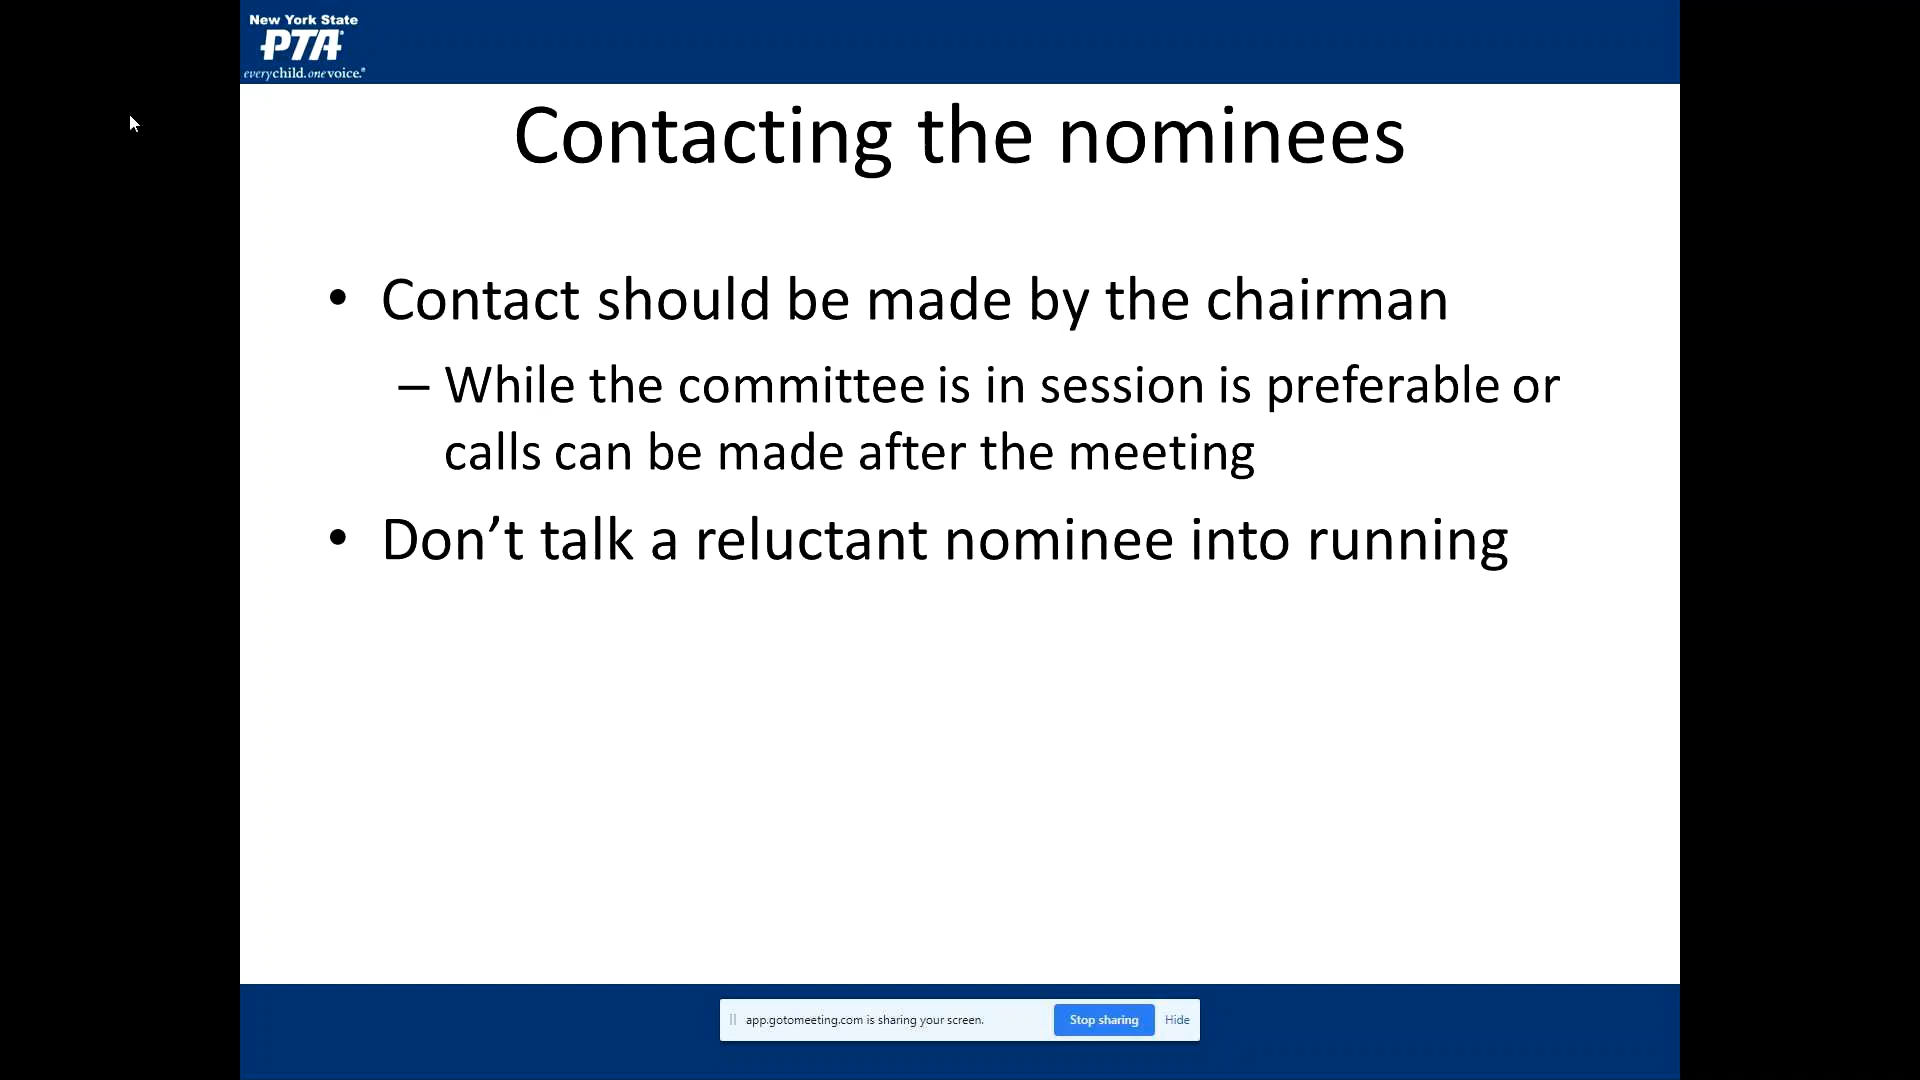 New York State
PTA
everychild.onevoice.®
Contacting the nominees
• Contact should be made by the chairman
– While the committee is in session is preferable or
calls can be made after the meeting
• Don’t talk a reluctant nominee into running
app.gotomeeting.com is sharing your screen. Stop sharing Hide